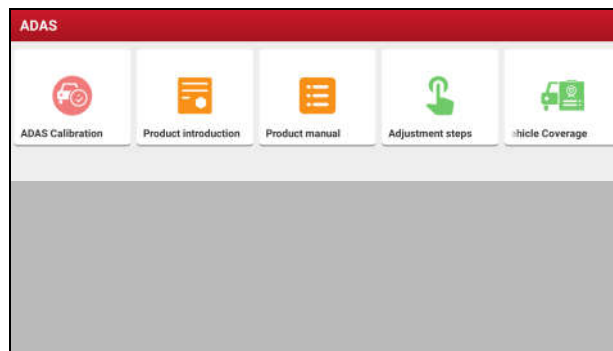 ADAS
ADAS Calibration
Product introduction
Product manual
Adjustment steps
hicle Coverage